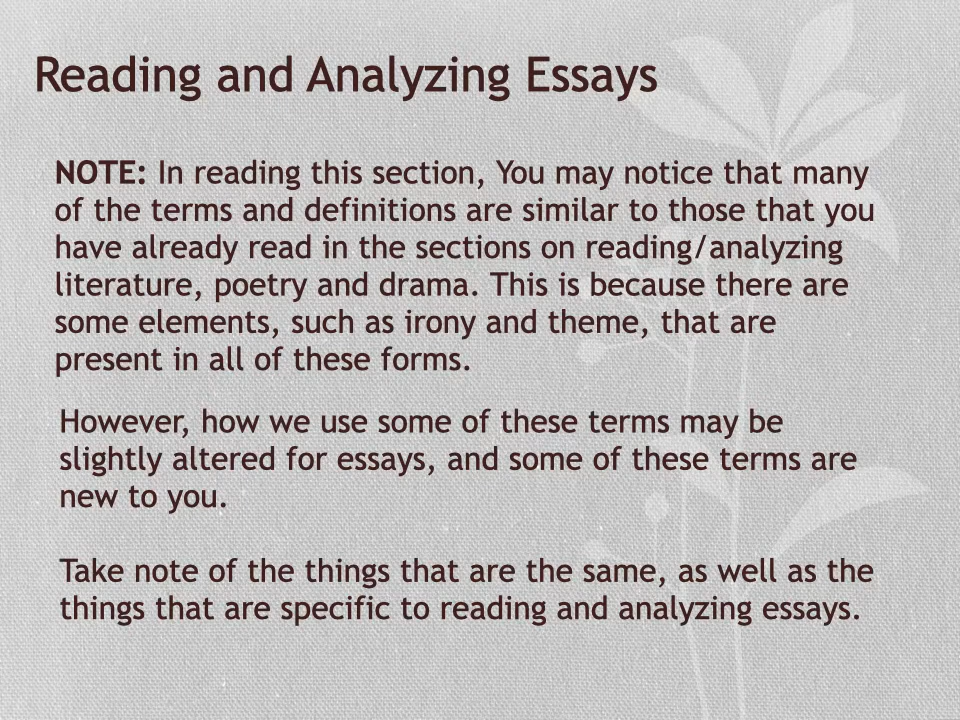 Reading and Analyzing Essays
NOTE: In reading this section, You may notice that many
of the terms and definitions are similar to those that you
have already read in the sections on reading/analyzing
literature, poetry and drama. This is because there are
some elements, such as irony and theme, that are
present in all of these forms.
However, how we use some of these terms may be
slightly altered for essays, and some of these terms are
new to you.
Take note of the things that are the same, as well as the
things that are specific to reading and analyzing essays.